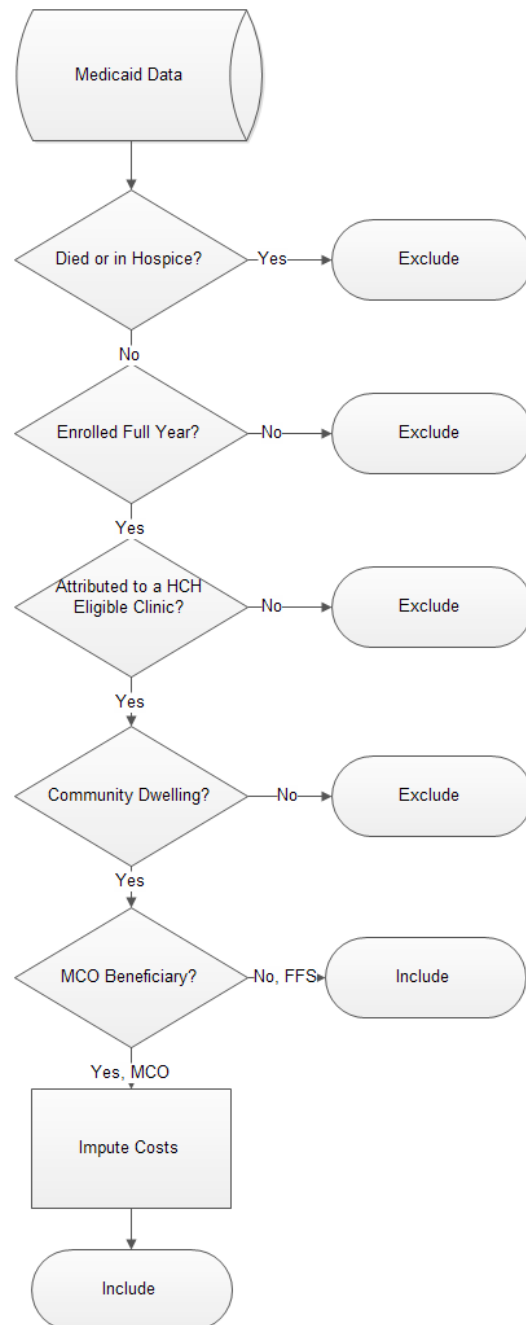 Medicaid Data
Died or in Hospice?
Yes
Exclude
No
Enrolled Full Year?
No
Exclude
Yes
Attributed to a HCH
Eligible Clinic?
No
Exclude
Yes
Community Dwelling?
No
Exclude
Yes
MCO Beneficiary?
No, FFS
Include
Yes, MCO
Impute Costs
Include